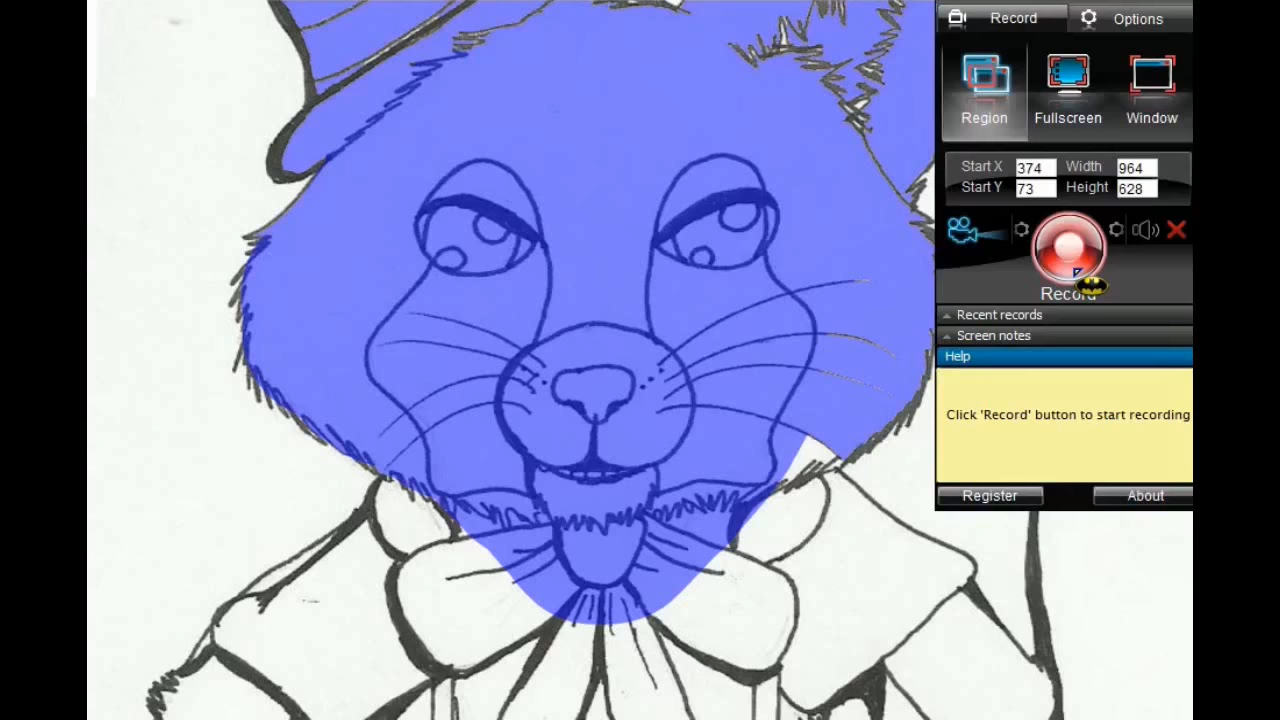 Record
Options
Region
Fullscreen
Window
Start X 374 Width 964
Start Y 73 Height 628
Record
Recent records
Screen notes
Help
Click 'Record' button to start recording
Register
About